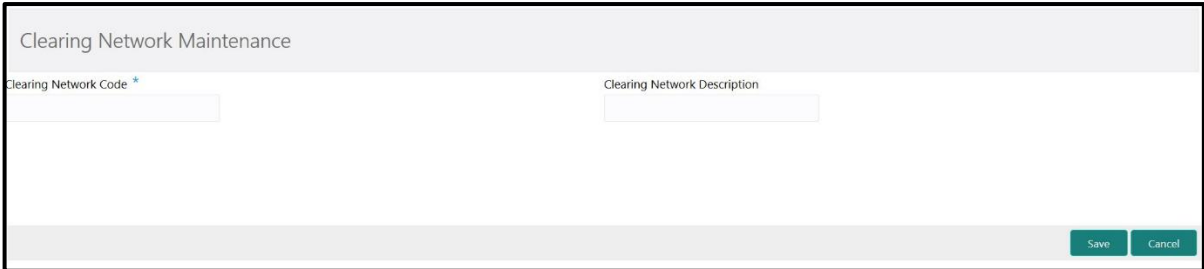 Clearing Network Maintenance
Clearing Network Code *
Clearing Network Description
Save
Cancel